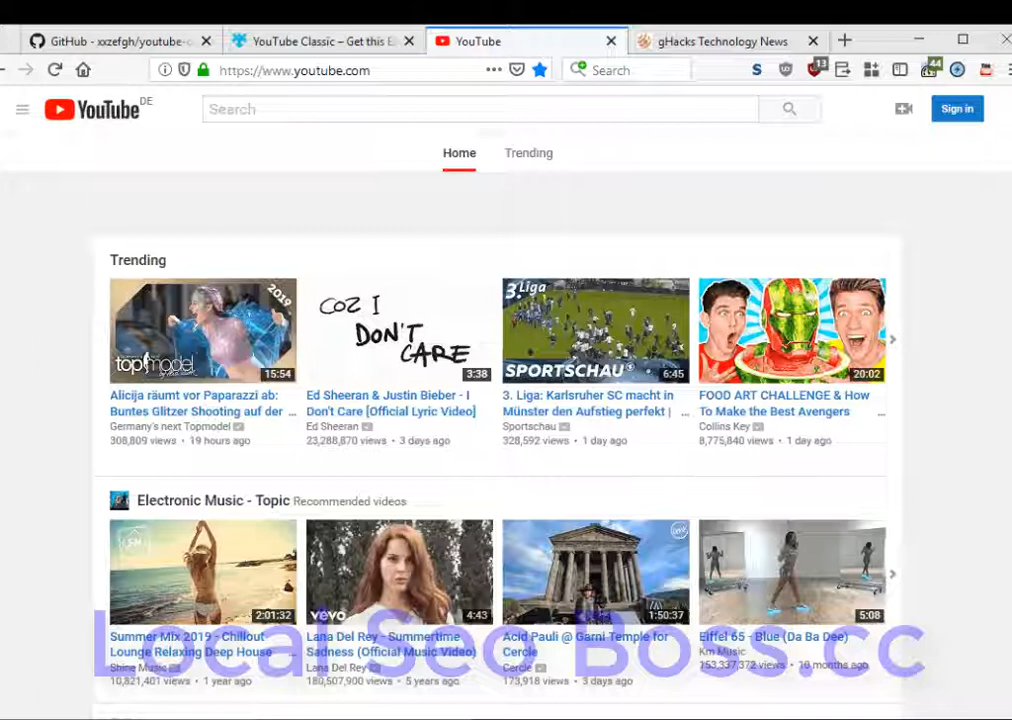 GitHub - xxzefgh/youtube-c
YouTube Classic – Get this E
YouTube
gHacks Technology News
https://www.youtube.com
Search
S
13
44
YouTube DE
Search
Sign in
Home
Trending
Trending
2019
topmodel
15:54
COZ I
DON'T
CARE
3:38
3. Liga
SPORTSCHAU
6:45
20:02
Alicija räumt vor Paparazzi ab:
Buntes Glitzer Shooting auf der ...
Germany's next Topmodel
308,809 views • 19 hours ago
Ed Sheeran & Justin Bieber - I
Don't Care [Official Lyric Video]
Ed Sheeran
23,288,870 views • 3 days ago
3. Liga: Karlsruher SC macht in
Münster den Aufstieg perfekt | ...
Sportschau
328,592 views • 1 day ago
FOOD ART CHALLENGE & How
To Make the Best Avengers ...
Collins Key
8,775,840 views • 1 day ago
Electronic Music - Topic Recommended videos
2:01:32
vevo
4:43
1:50:37
5:08
Summer Mix 2019 - Chillout
Lounge Relaxing Deep House ...
Shine Music
10,821,401 views • 1 year ago
Lana Del Rey - Summertime
Sadness (Official Music Video)
Lana Del Rey
180,507,900 views • 5 years ago
Acid Pauli @ Garni Temple for
Cercle
Cercle
173,918 views • 3 days ago
Eiffel 65 - Blue (Da Ba Dee)
Km Music
153,337,372 views • 10 months ago
Local Seo Boss.cc